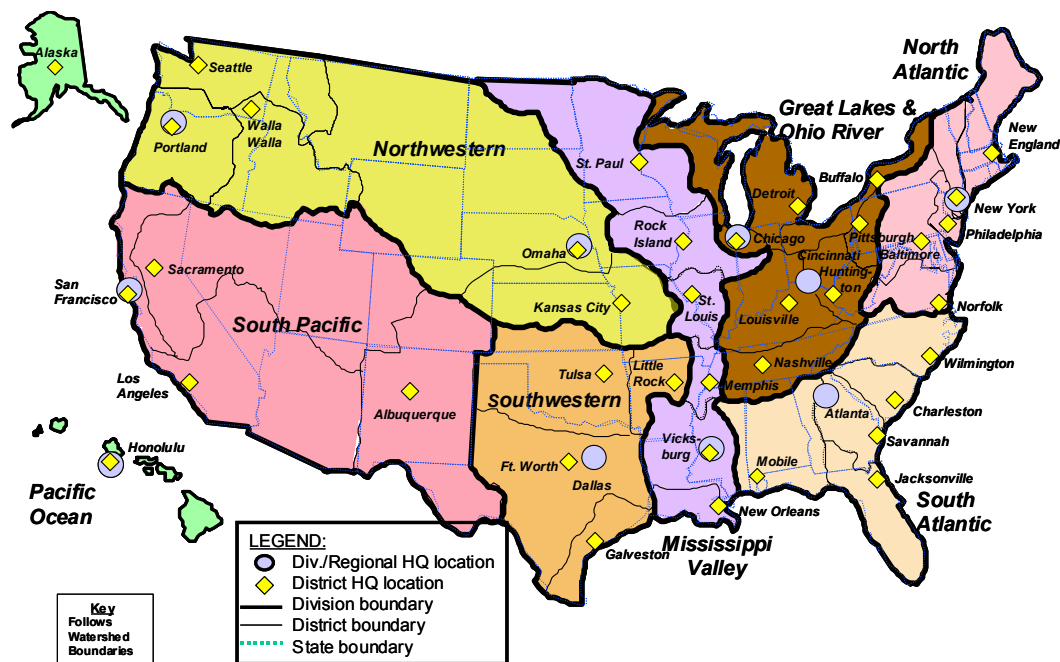 Alaska
Seattle
North
Atlantic
Great Lakes &
Ohio River
New
England
Walla
Walla
Portland
Northwestern
St. Paul
Buffalo
Detroit
New York
Rock
Island
Chicago
Pittsburgh
Philadelphia
Omaha
Cincinnati
Baltimore
Hunting-
ton
Sacramento
San
Francisco
Kansas City
St.
Louis
Louisville
Norfolk
South Pacific
Nashville
Wilmington
Los
Angeles
Albuquerque
Tulsa
Little
Rock
Memphis
Southwestern
Atlanta
Charleston
Honolulu
Vicks-
burg
Savannah
Ft. Worth
Dallas
Mobile
Jacksonville
Pacific
Ocean
New Orleans
South
Atlantic
Galveston
Mississippi
Valley
LEGEND:
Div./Regional HQ location
District HQ location
Division boundary
District boundary
State boundary
Key
Follows
Watershed
Boundaries